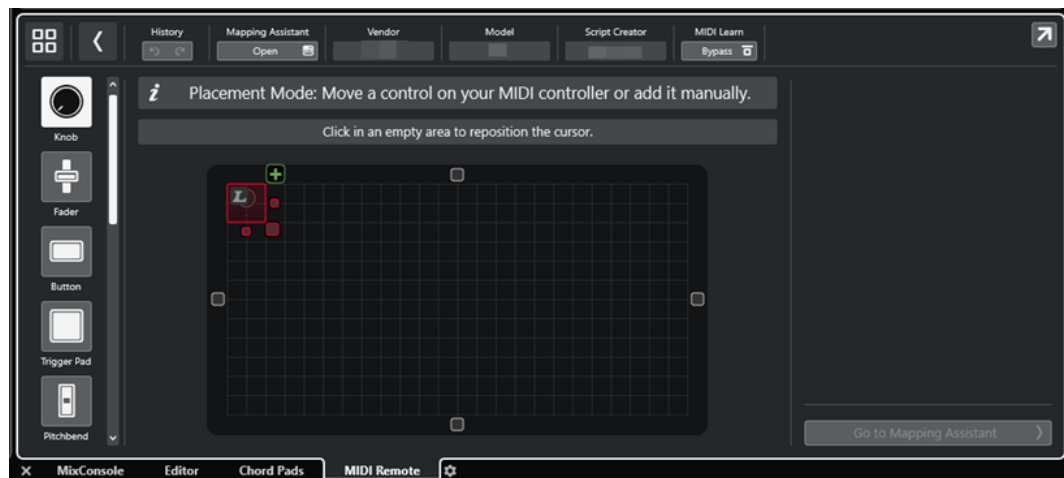 History
Mapping Assistant
Vendor
Model
Script Creator
MIDI Learn
Open
Bypass
i Placement Mode: Move a control on your MIDI controller or add it manually.
Click in an empty area to reposition the cursor.
Knob
L
Fader
Button
Trigger Pad
Pitchbend
Go to Mapping Assistant
MixConsole
Editor
Chord Pads
MIDI Remote